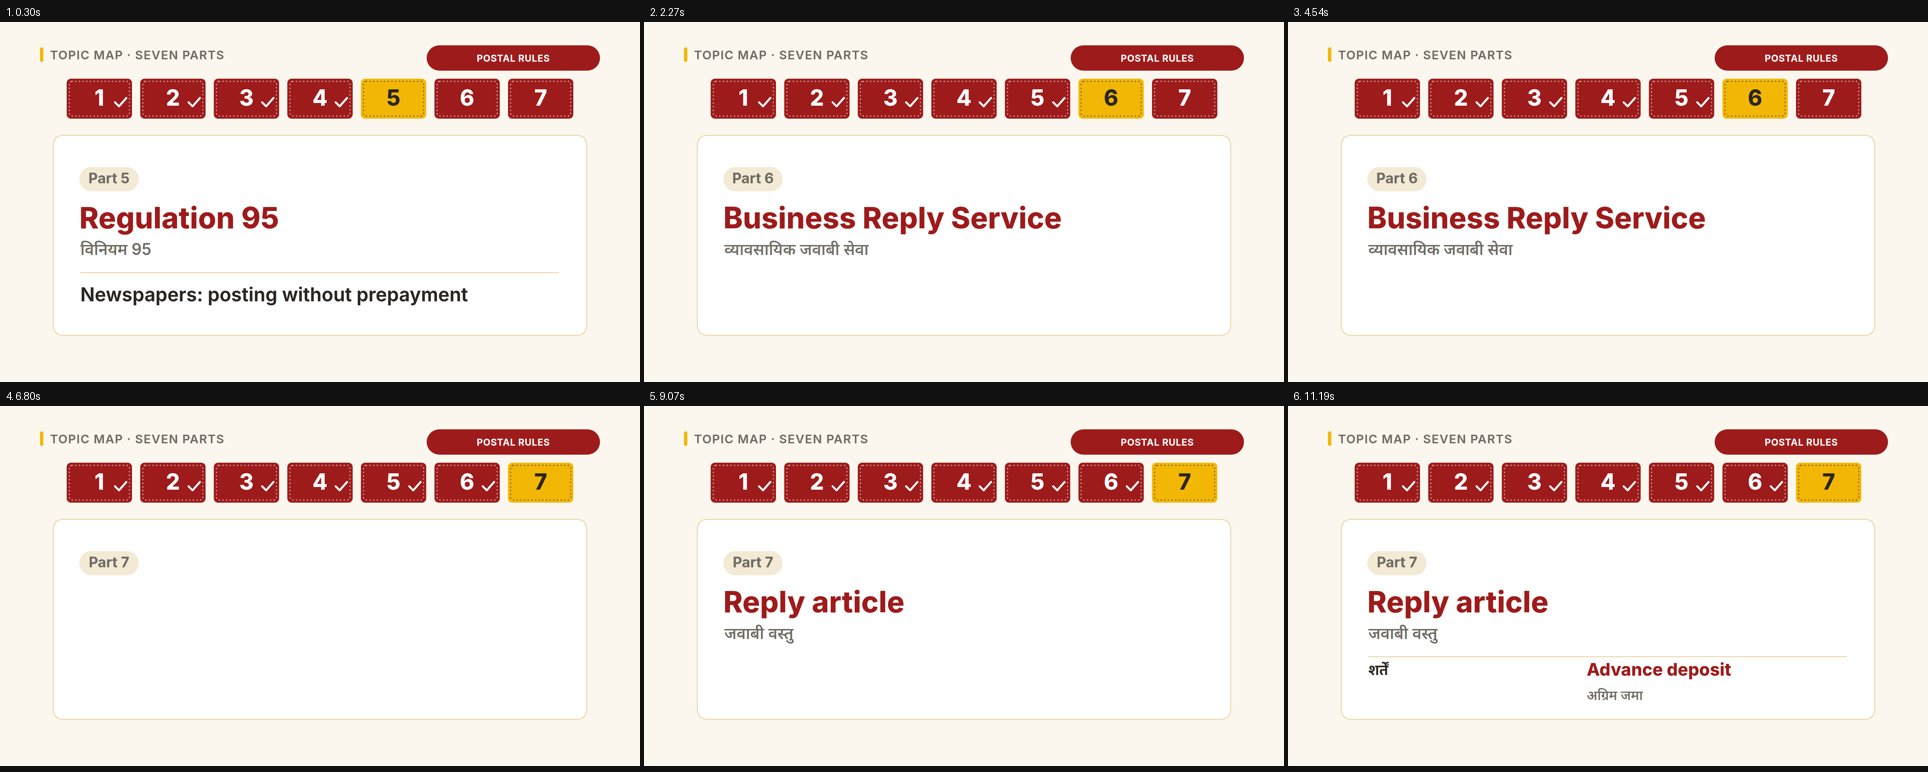 1. 0.30s
TOPIC MAP · SEVEN PARTS
POSTAL RULES
1 2 3 4 5 6 7
Part 5
Regulation 95
विनियम 95
Newspapers: posting without prepayment
2. 2.27s
TOPIC MAP · SEVEN PARTS
POSTAL RULES
1 2 3 4 5 6 7
Part 6
Business Reply Service
व्यावसायिक जवाबी सेवा
3. 4.54s
TOPIC MAP · SEVEN PARTS
POSTAL RULES
1 2 3 4 5 6 7
Part 6
Business Reply Service
व्यावसायिक जवाबी सेवा
4. 6.80s
TOPIC MAP · SEVEN PARTS
POSTAL RULES
1 2 3 4 5 6 7
Part 7
5. 9.07s
TOPIC MAP · SEVEN PARTS
POSTAL RULES
1 2 3 4 5 6 7
Part 7
Reply article
जवाबी वस्तु
6. 11.19s
TOPIC MAP · SEVEN PARTS
POSTAL RULES
1 2 3 4 5 6 7
Part 7
Reply article
जवाबी वस्तु
शर्तें
Advance deposit
अग्रिम जमा